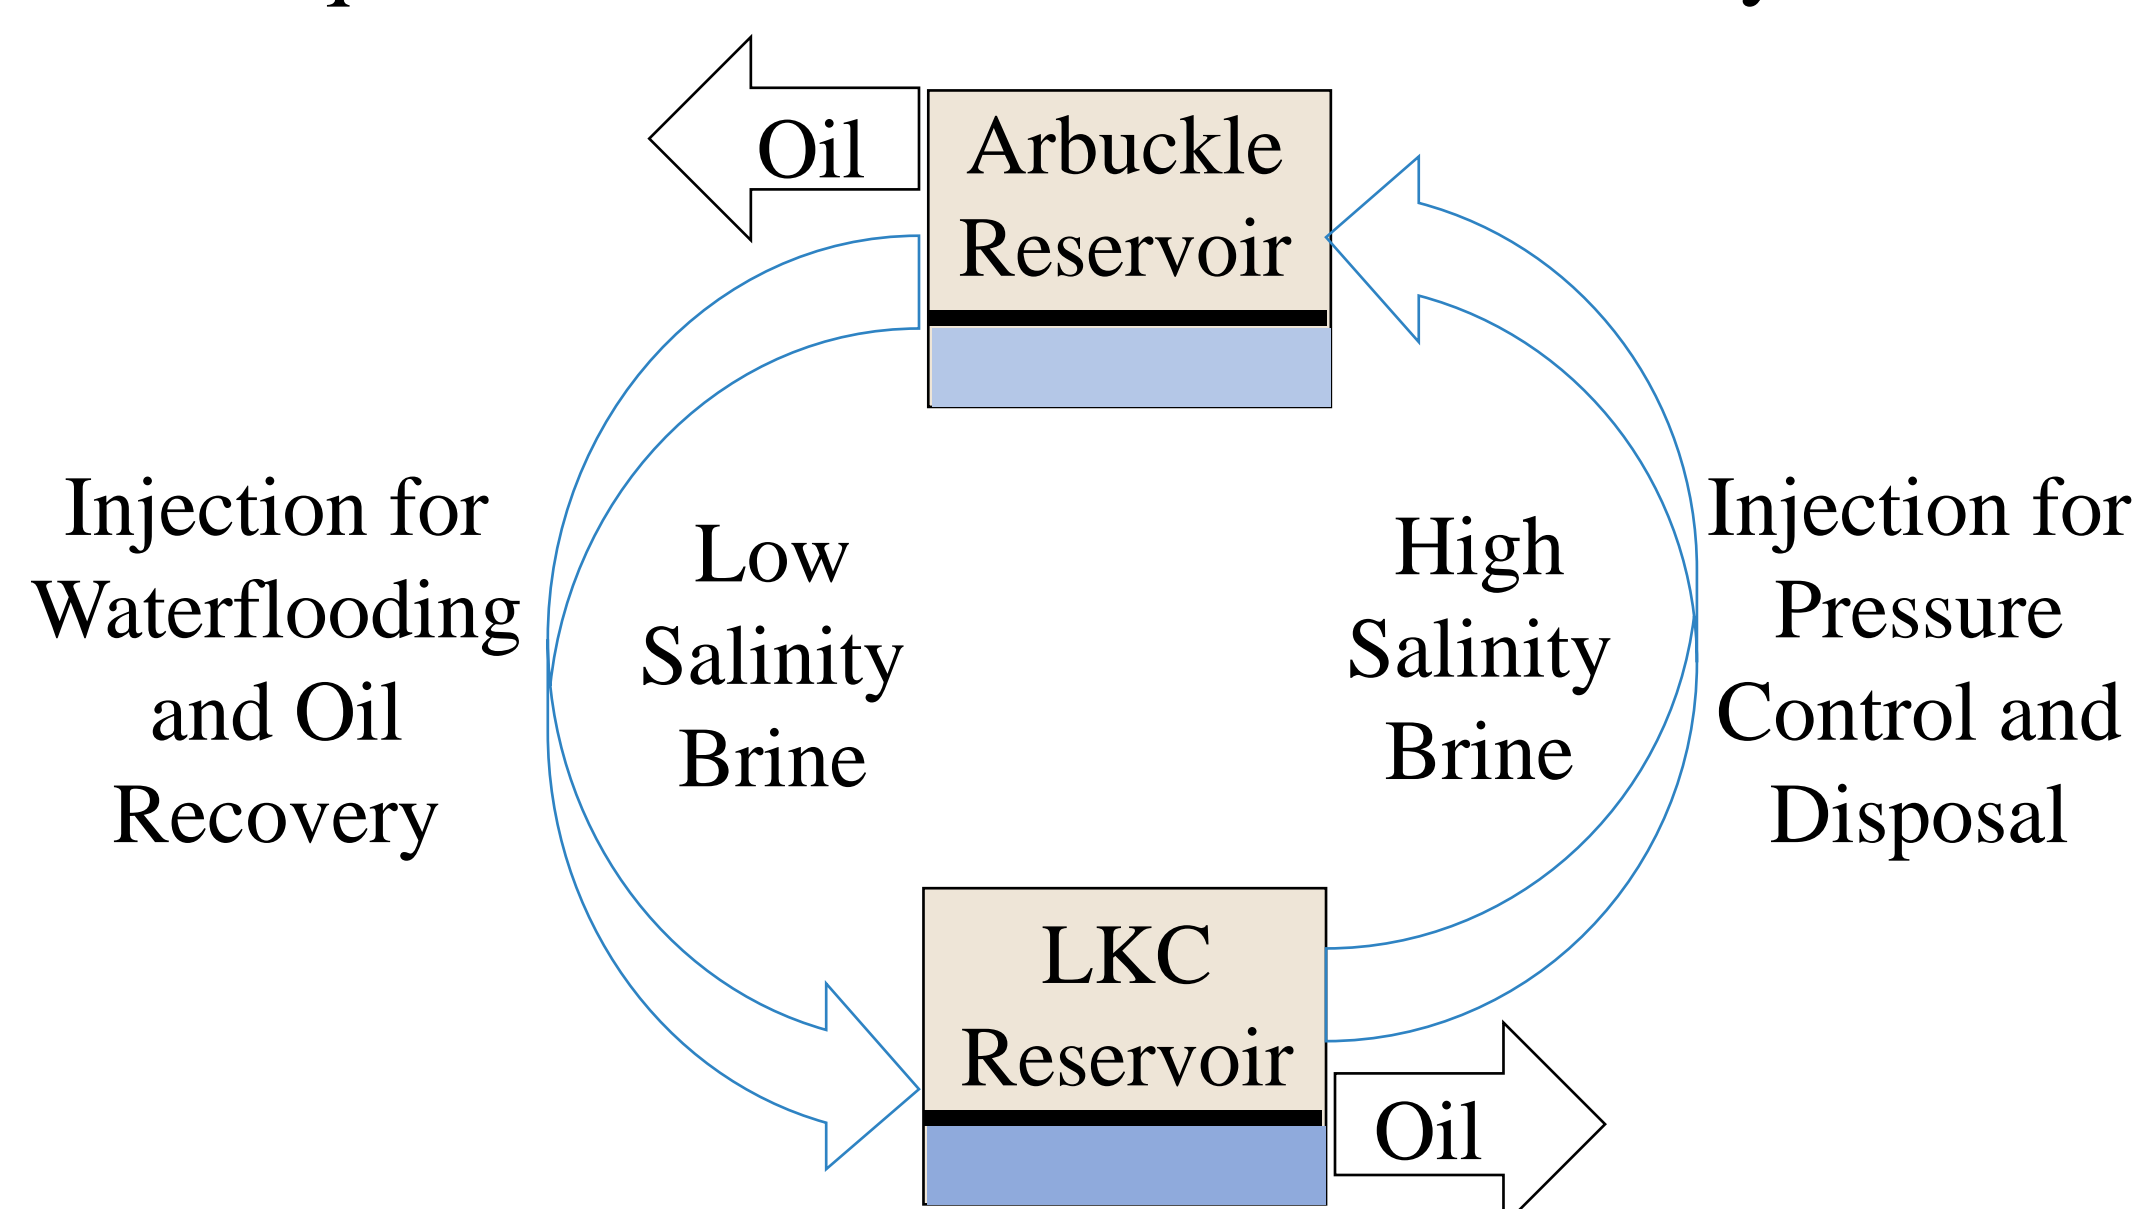 Oil
Arbuckle
Reservoir
Injection for
Waterflooding
and Oil
Recovery
Low
Salinity
Brine
High
Salinity
Brine
Injection for
Pressure
Control and
Disposal
LKC
Reservoir
Oil